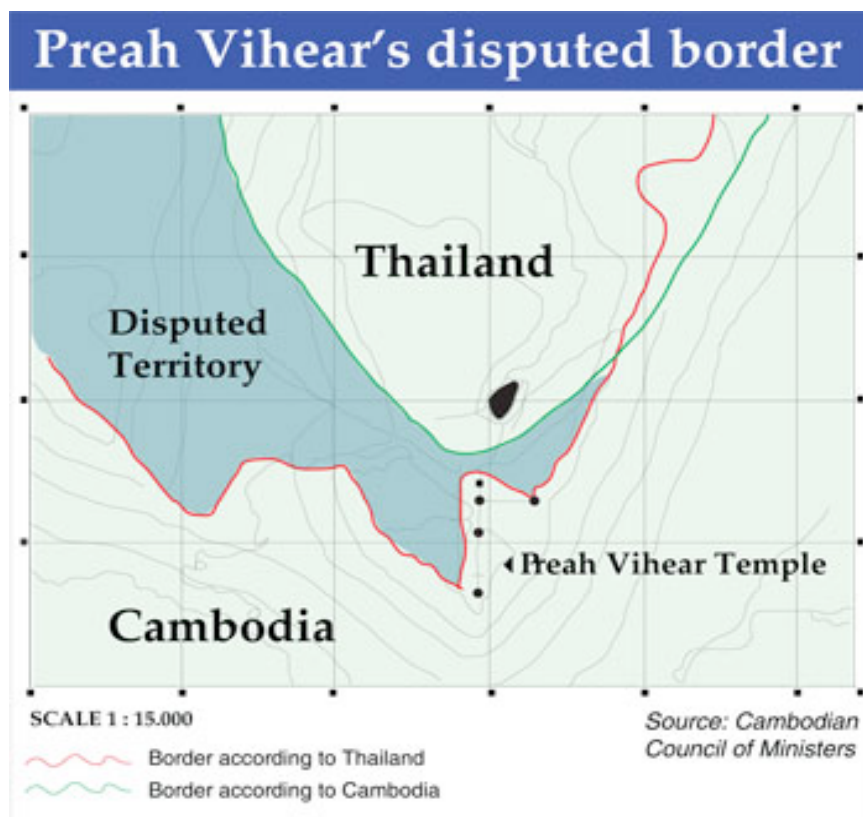 Preah Vihear's disputed border
Thailand
Disputed
Territory
Preah Vihear Temple
Cambodia
SCALE 1 : 15.000
Source: Cambodian
Council of Ministers
Border according to Thailand
Border according to Cambodia